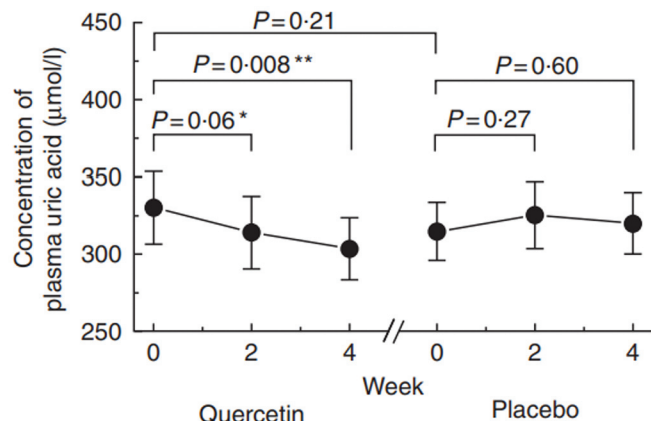 450
400
350
300
250
Concentration of
plasma uric acid (μmol/l)
P=0·21
P=0·008**
P=0·60
P=0·06*
P=0·27
0 2 4 0 2 4
Week
Quercetin Placebo